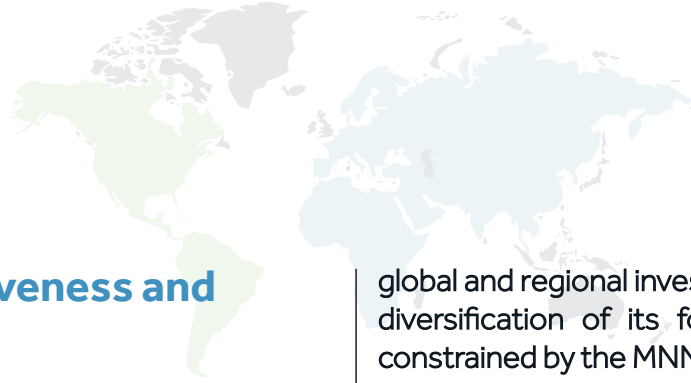 veness and
global and regional inves
diversification of its fo
constrained by the MNN